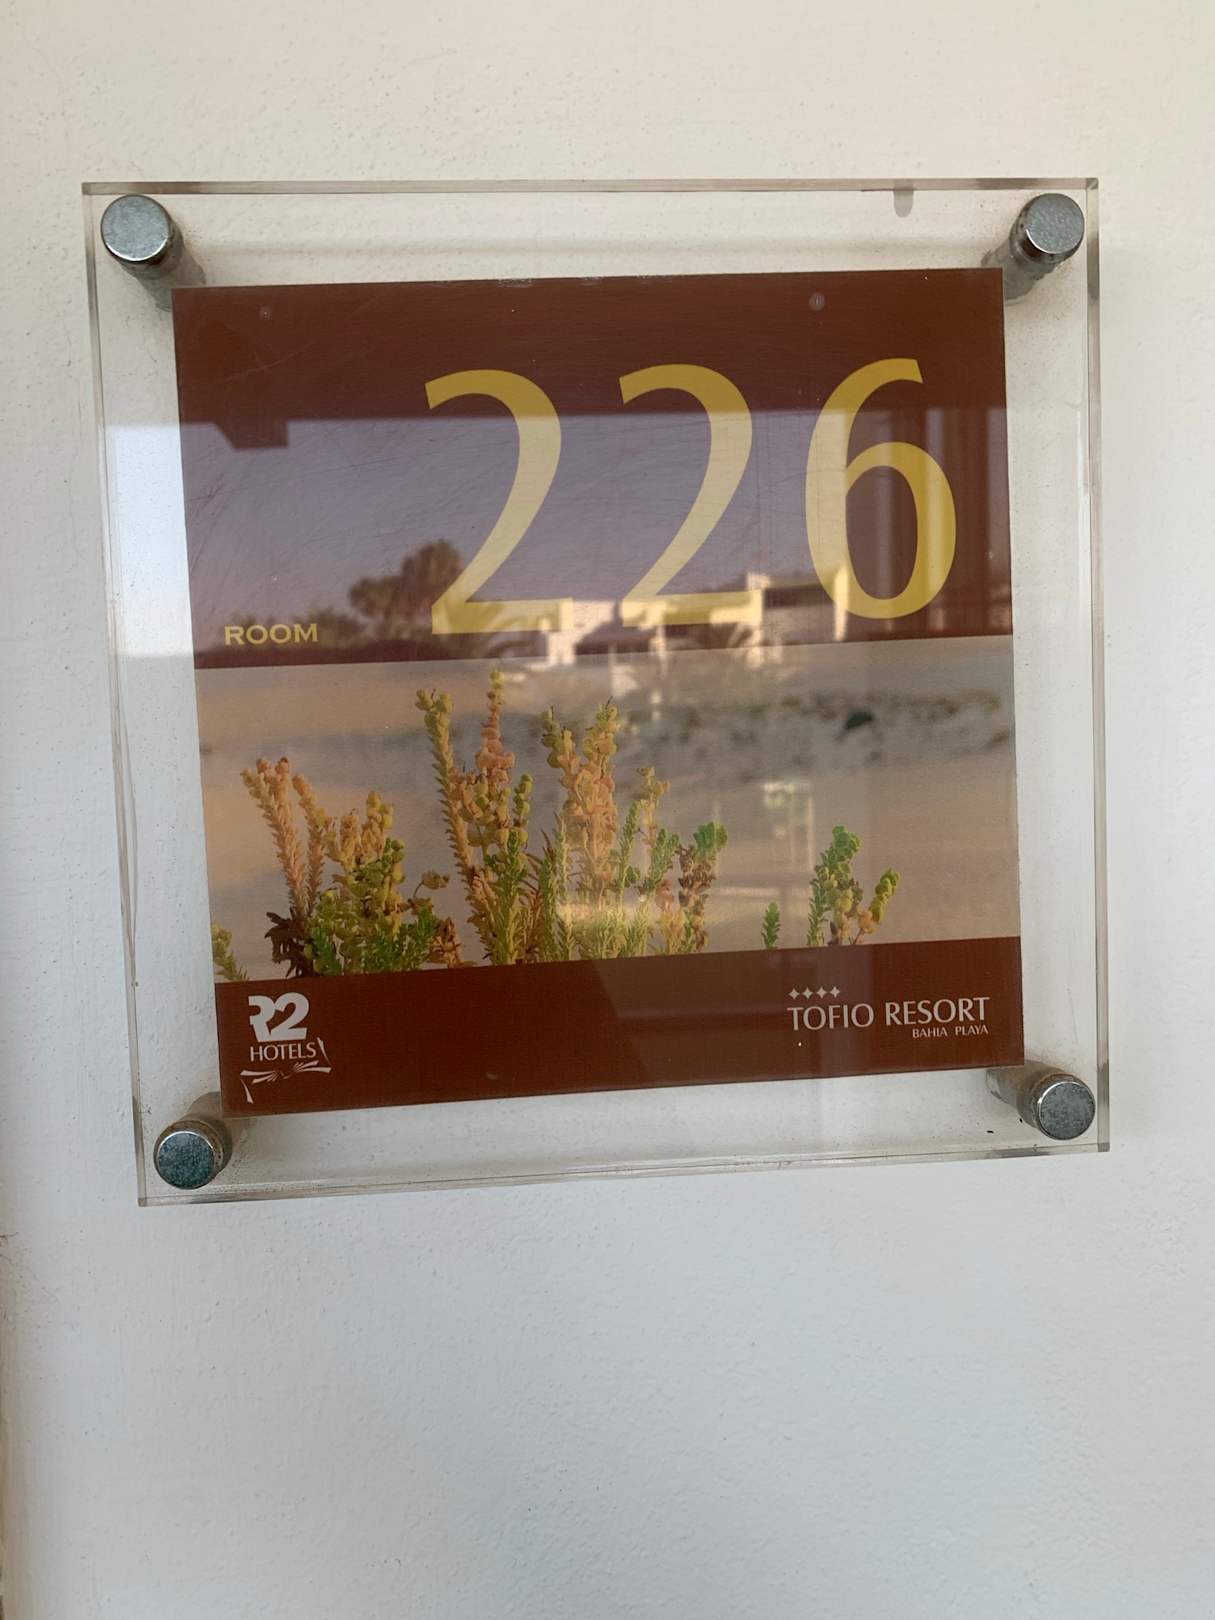 226
ROOM
R2
HOTELS
TOFIO RESORT
BAHIA PLAYA